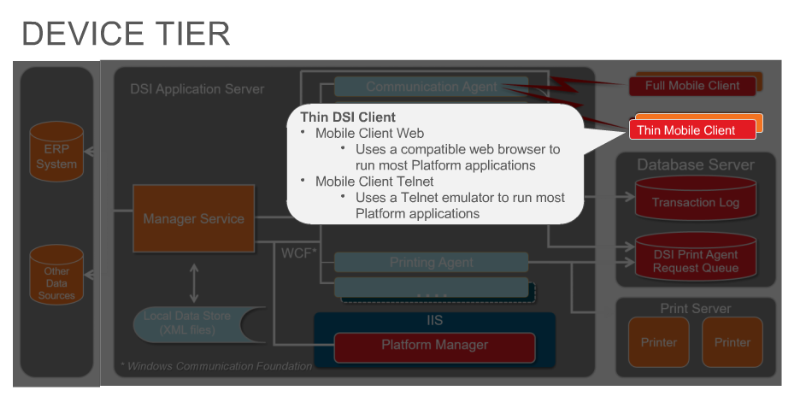 DEVICE TIER
DSI Application Server
Communication Agent
Full Mobile Client
Thin DSI Client
• Mobile Client Web
• Uses a compatible web browser to
run most Platform applications
• Mobile Client Telnet
• Uses a Telnet emulator to run most
Platform applications
Thin Mobile Client
ERP
System
Database Server
Transaction Log
Manager Service
WCF*
Printing Agent
DSI Print Agent
Request Queue
Other
Data
Sources
. . . .
Local Data Store
(XML files)
IIS
Platform Manager
Print Server
Printer
Printer
* Windows Communication Foundation